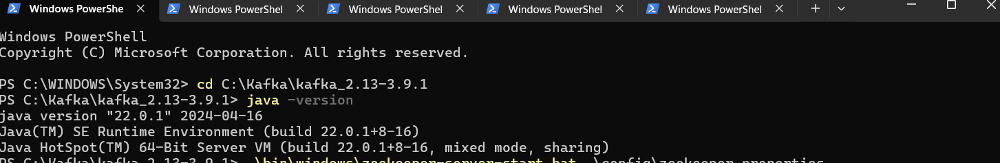 Windows PowerShe
Windows PowerShel
Windows PowerShel
Windows PowerShel
Windows PowerShel
Windows PowerShell
Copyright (C) Microsoft Corporation. All rights reserved.
PS C:\WINDOWS\System32> cd C:\Kafka\kafka_2.13-3.9.1
PS C:\Kafka\kafka_2.13-3.9.1> java -version
java version "22.0.1" 2024-04-16
Java(TM) SE Runtime Environment (build 22.0.1+8-16)
Java HotSpot(TM) 64-Bit Server VM (build 22.0.1+8-16, mixed mode, sharing)
PS C:\Kafka\kafka_2.13-3.9.1> .\bin\windows\zookeeper-server-start.bat .\config\zookeeper.properties